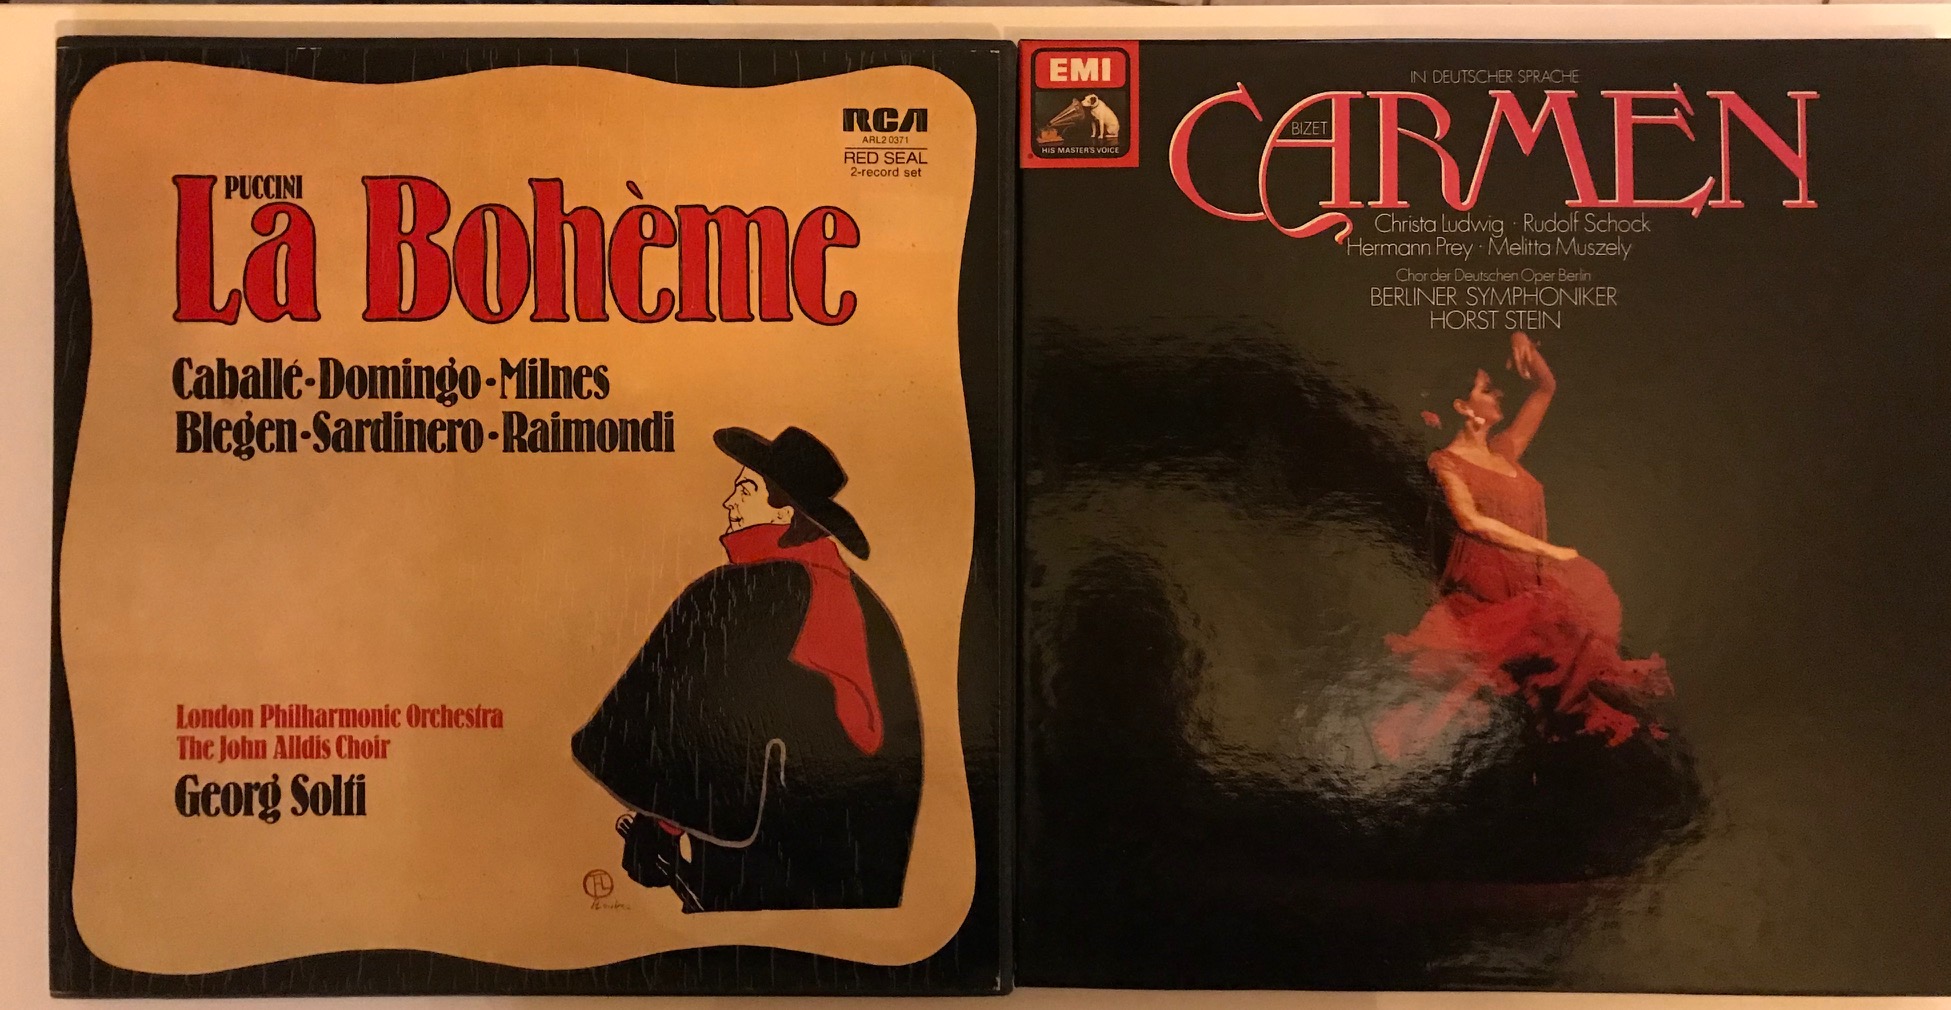 RCA
ARL2 0371
RED SEAL
2-record set
PUCCINI
La Bohème
Caballé·Domingo·Milnes
Blegen·Sardinero·Raimondi
London Philharmonic Orchestra
The John Alldis Choir
Georg Solti
EMI
HIS MASTER'S VOICE
IN DEUTSCHER SPRACHE
BIZET
CARMEN
Christa Ludwig · Rudolf Schock
Hermann Prey · Melitta Muszely
Chor der Deutschen Oper Berlin
BERLINER SYMPHONIKER
HORST STEIN